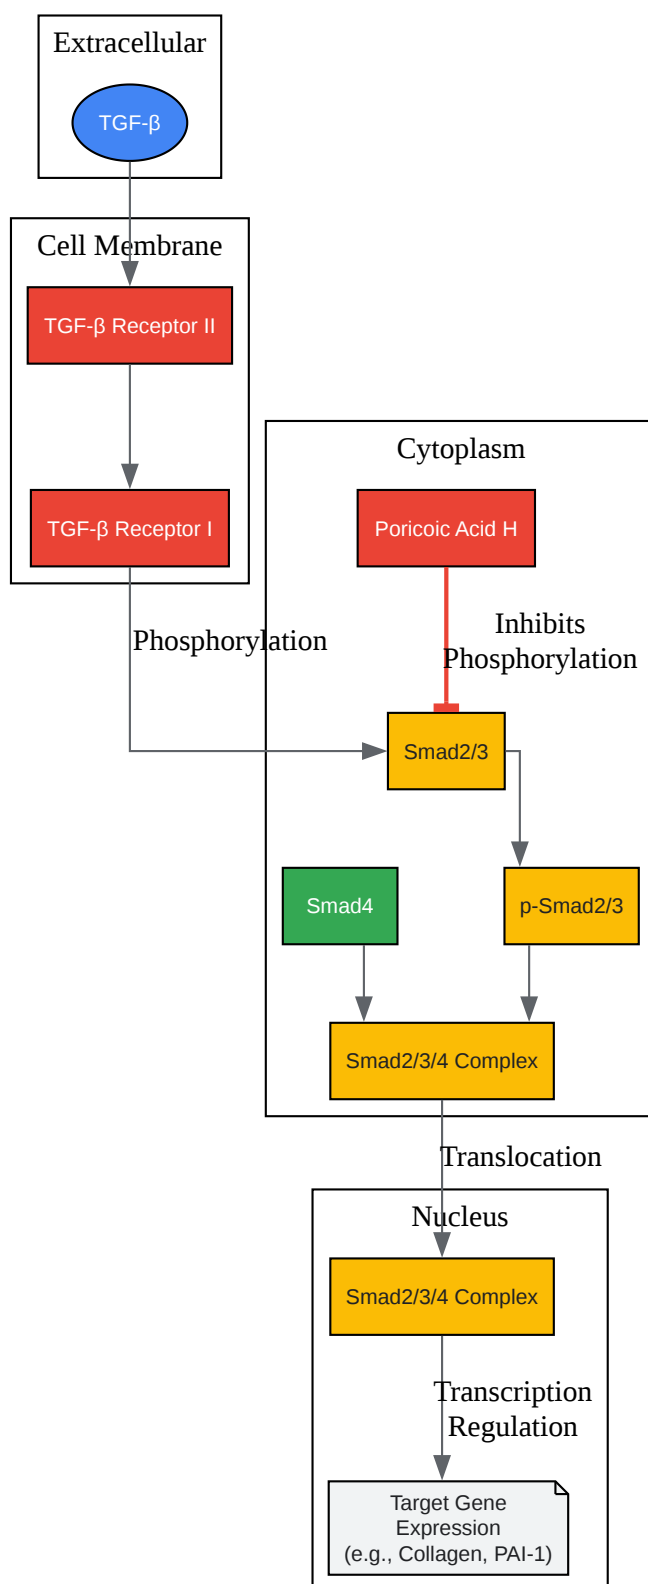 Extracellular
TGF-β
Cell Membrane
TGF-β Receptor II
TGF-β Receptor I
Cytoplasm
Poricoic Acid H
Phosphorylation
Inhibits
Phosphorylation
Smad2/3
Smad4
p-Smad2/3
Smad2/3/4 Complex
Translocation
Nucleus
Smad2/3/4 Complex
Transcription
Regulation
Target Gene
Expression
(e.g., Collagen, PAI-1)